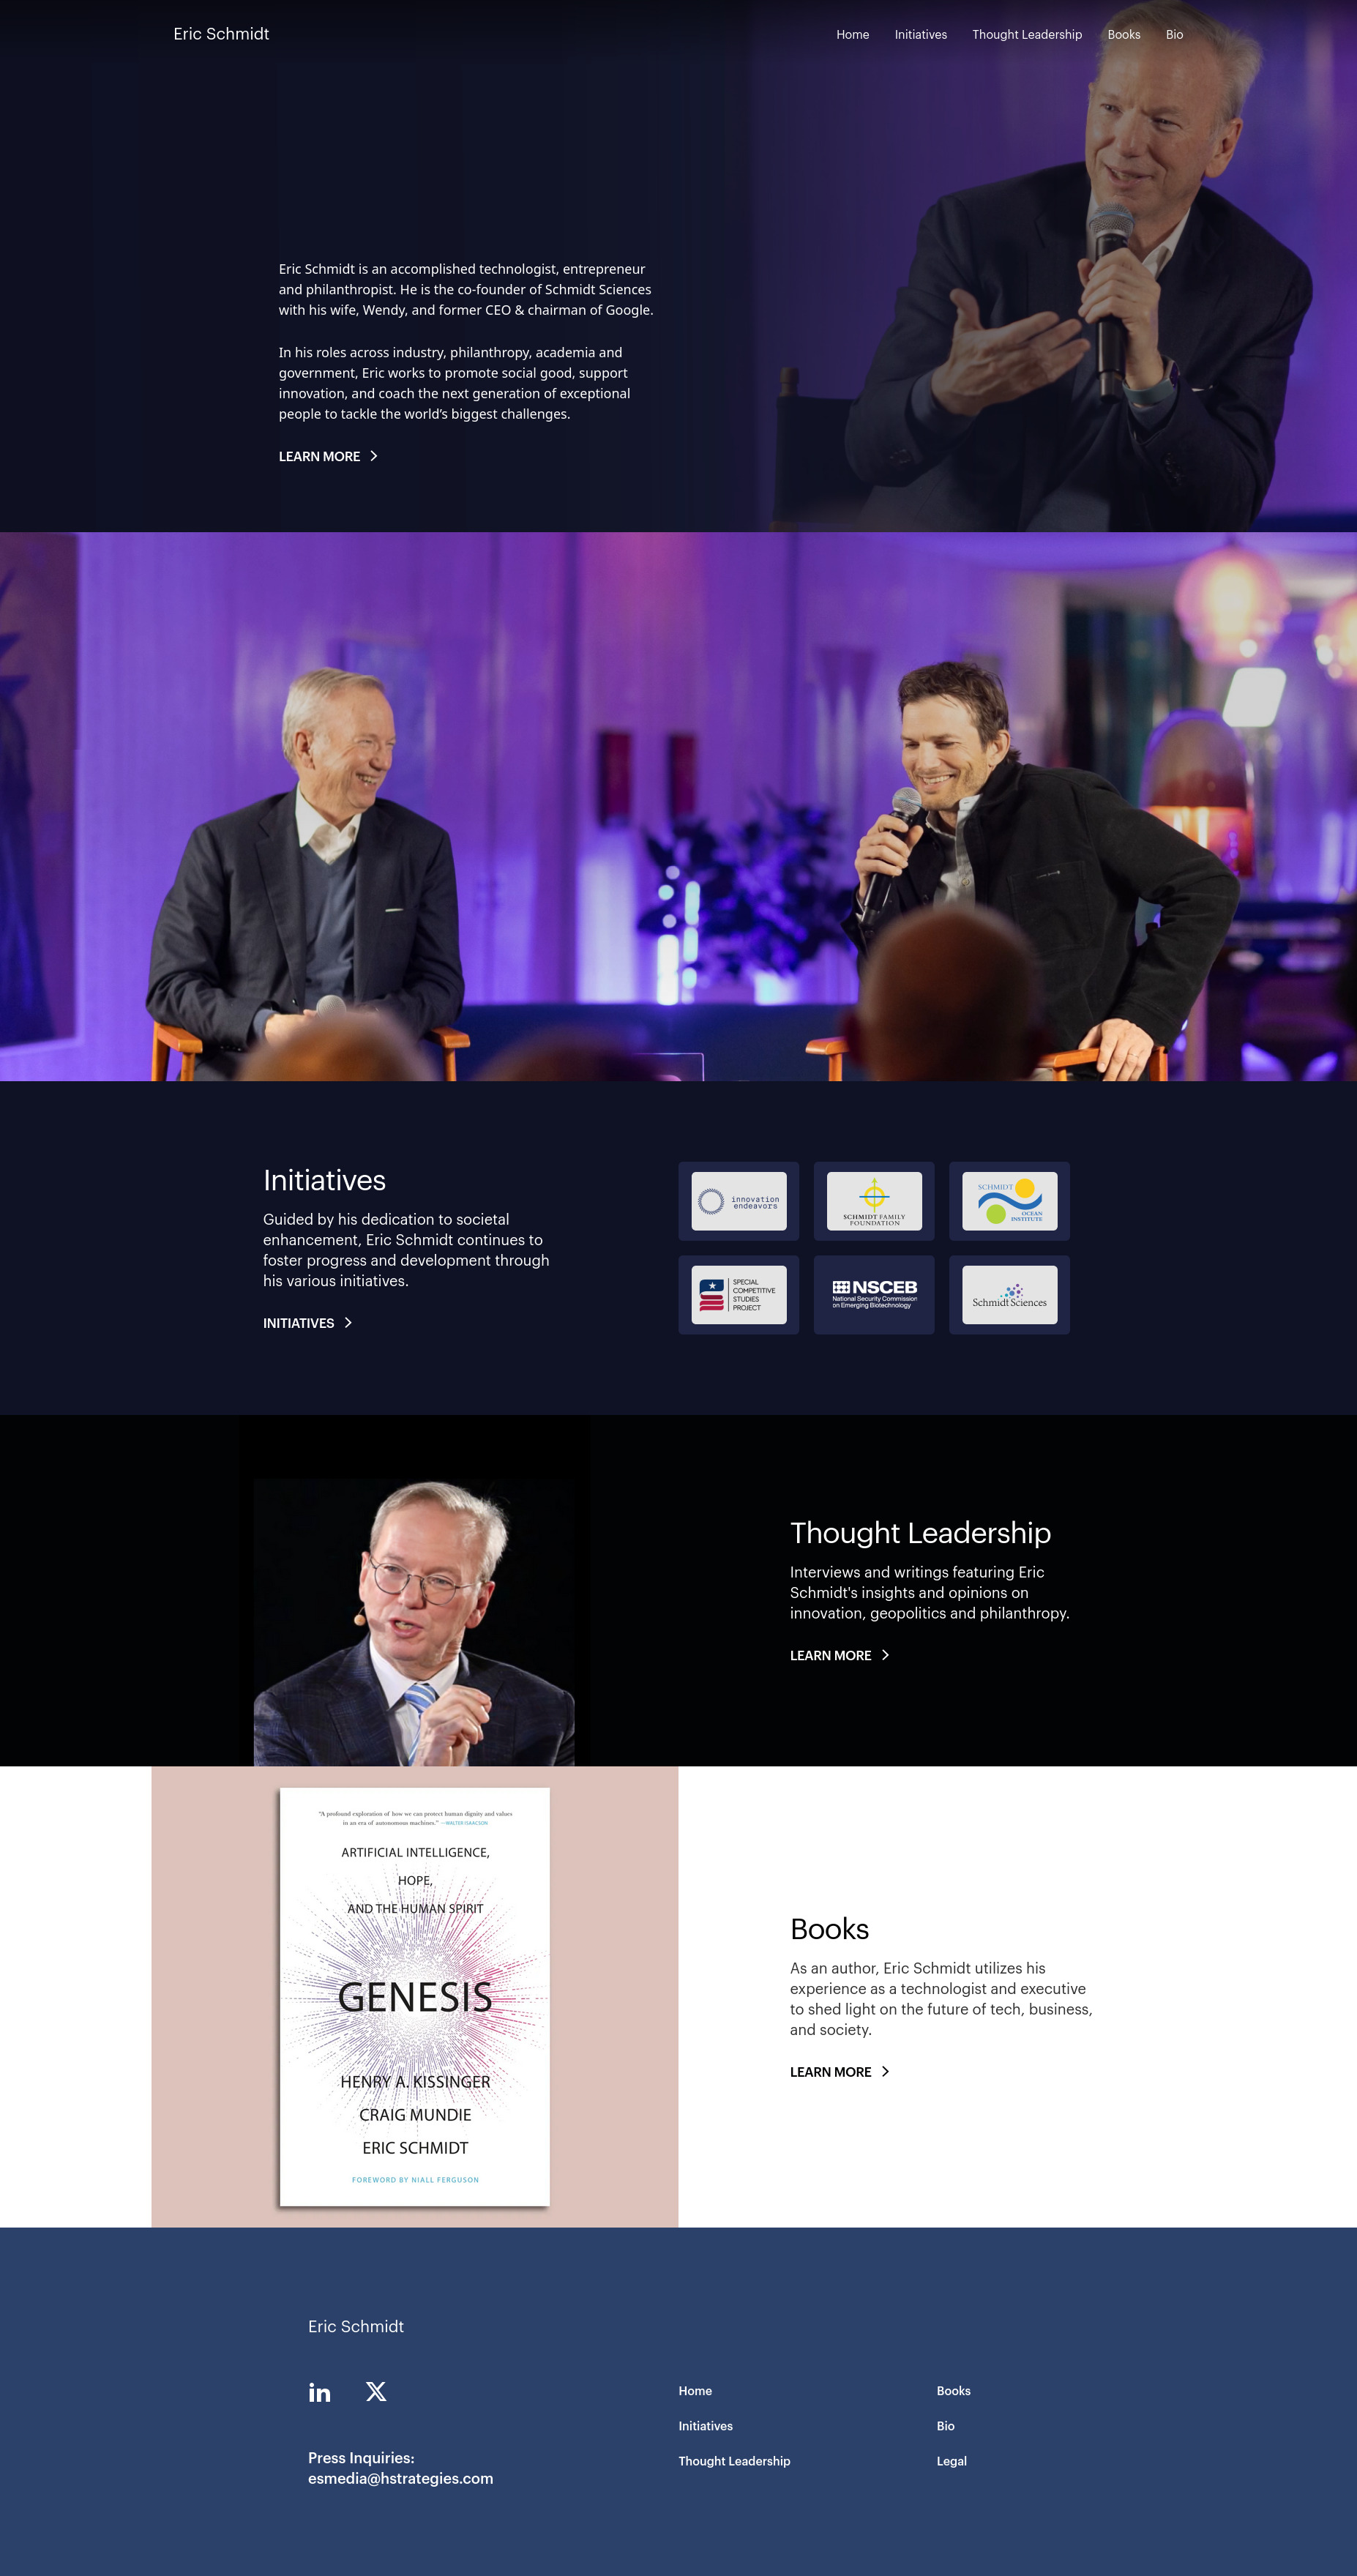 Eric Schmidt
Home
Initiatives
Thought Leadership
Books
Bio
Eric Schmidt is an accomplished technologist, entrepreneur
and philanthropist. He is the co-founder of Schmidt Sciences
with his wife, Wendy, and former CEO & chairman of Google.
In his roles across industry, philanthropy, academia and
government, Eric works to promote social good, support
innovation, and coach the next generation of exceptional
people to tackle the world's biggest challenges.
LEARN MORE
Initiatives
Guided by his dedication to societal
enhancement, Eric Schmidt continues to
foster progress and development through
his various initiatives.
INITIATIVES
innovation
endeavors
SCHMIDT FAMILY
FOUNDATION
SCHMIDT
OCEAN
INSTITUTE
SPECIAL
COMPETITIVE
STUDIES
PROJECT
NSCEB
National Security Commission
on Emerging Biotechnology
Schmidt Sciences
Thought Leadership
Interviews and writings featuring Eric
Schmidt's insights and opinions on
innovation, geopolitics and philanthropy.
LEARN MORE
"A profound exploration of how we can protect human dignity and values
in an era of autonomous machines." —WALTER ISAACSON
ARTIFICIAL INTELLIGENCE,
HOPE,
AND THE HUMAN SPIRIT
GENESIS
HENRY A. KISSINGER
CRAIG MUNDIE
ERIC SCHMIDT
FOREWORD BY NIALL FERGUSON
Books
As an author, Eric Schmidt utilizes his
experience as a technologist and executive
to shed light on the future of tech, business,
and society.
LEARN MORE
Eric Schmidt
in X
Press Inquiries:
esmedia@hstrategies.com
Home
Initiatives
Thought Leadership
Books
Bio
Legal